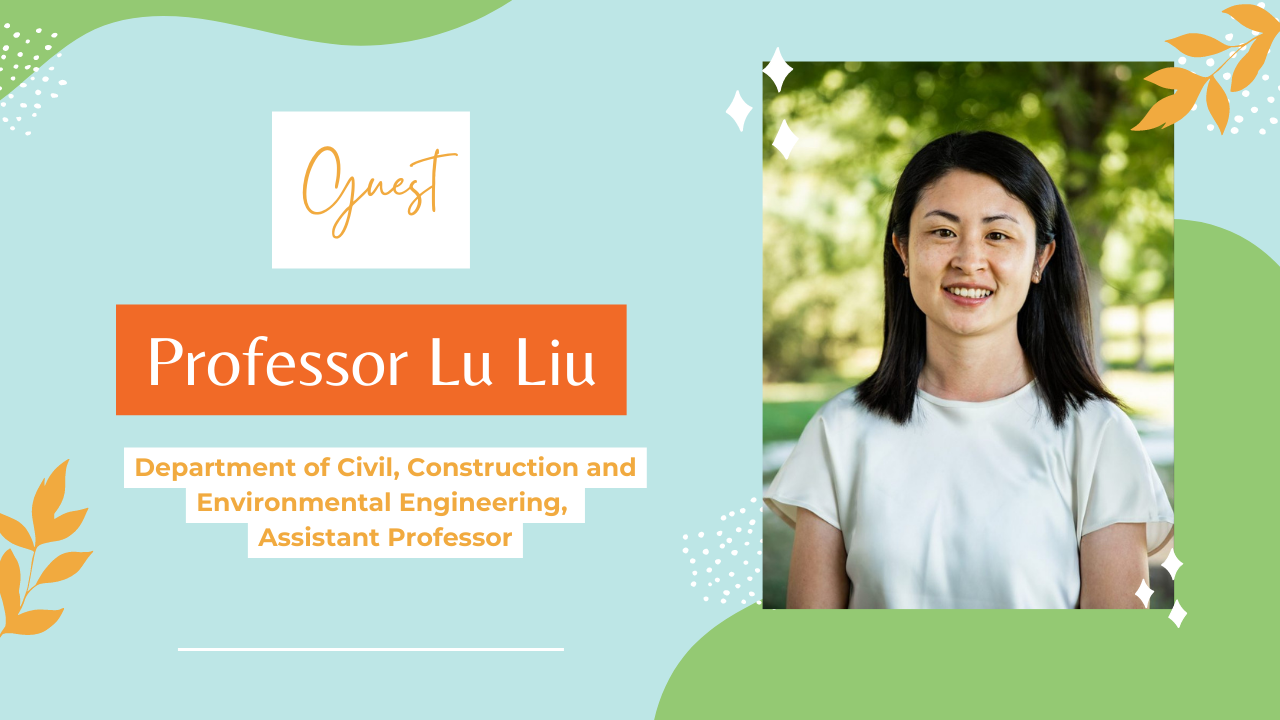 Guest
Professor Lu Liu
Department of Civil, Construction and
Environmental Engineering,
Assistant Professor